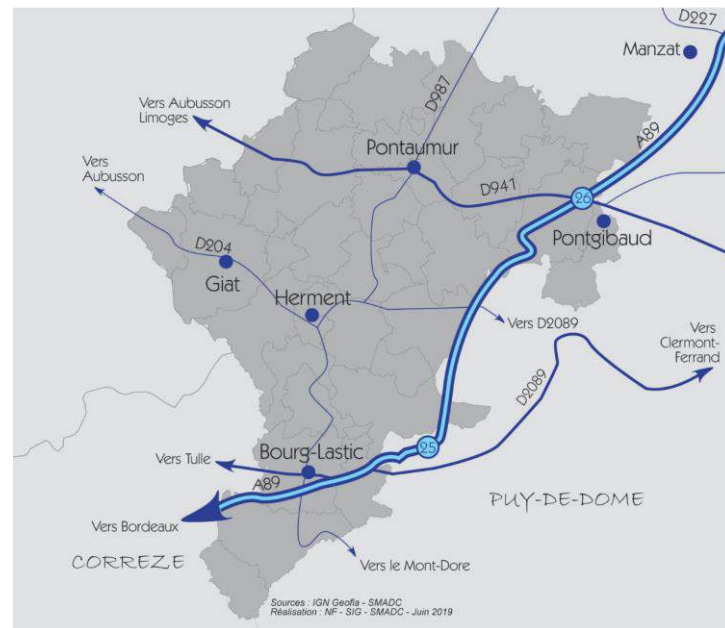 D227
Manzat
Vers Aubusson
Limoges
D987
A89
Pontaumur
Vers
Aubusson
D941
26
Pontgibaud
D204
Giat
Herment
Vers D2089
Vers
Clermont-
Ferrand
D2089
Bourg-Lastic
25
Vers Tulle
A89
PUY-DE-DOME
Vers Bordeaux
CORREZE
Vers le Mont-Dore
Sources : IGN Geofla - SMADC
Réalisation : NF - SIG - SMADC - Juin 2019